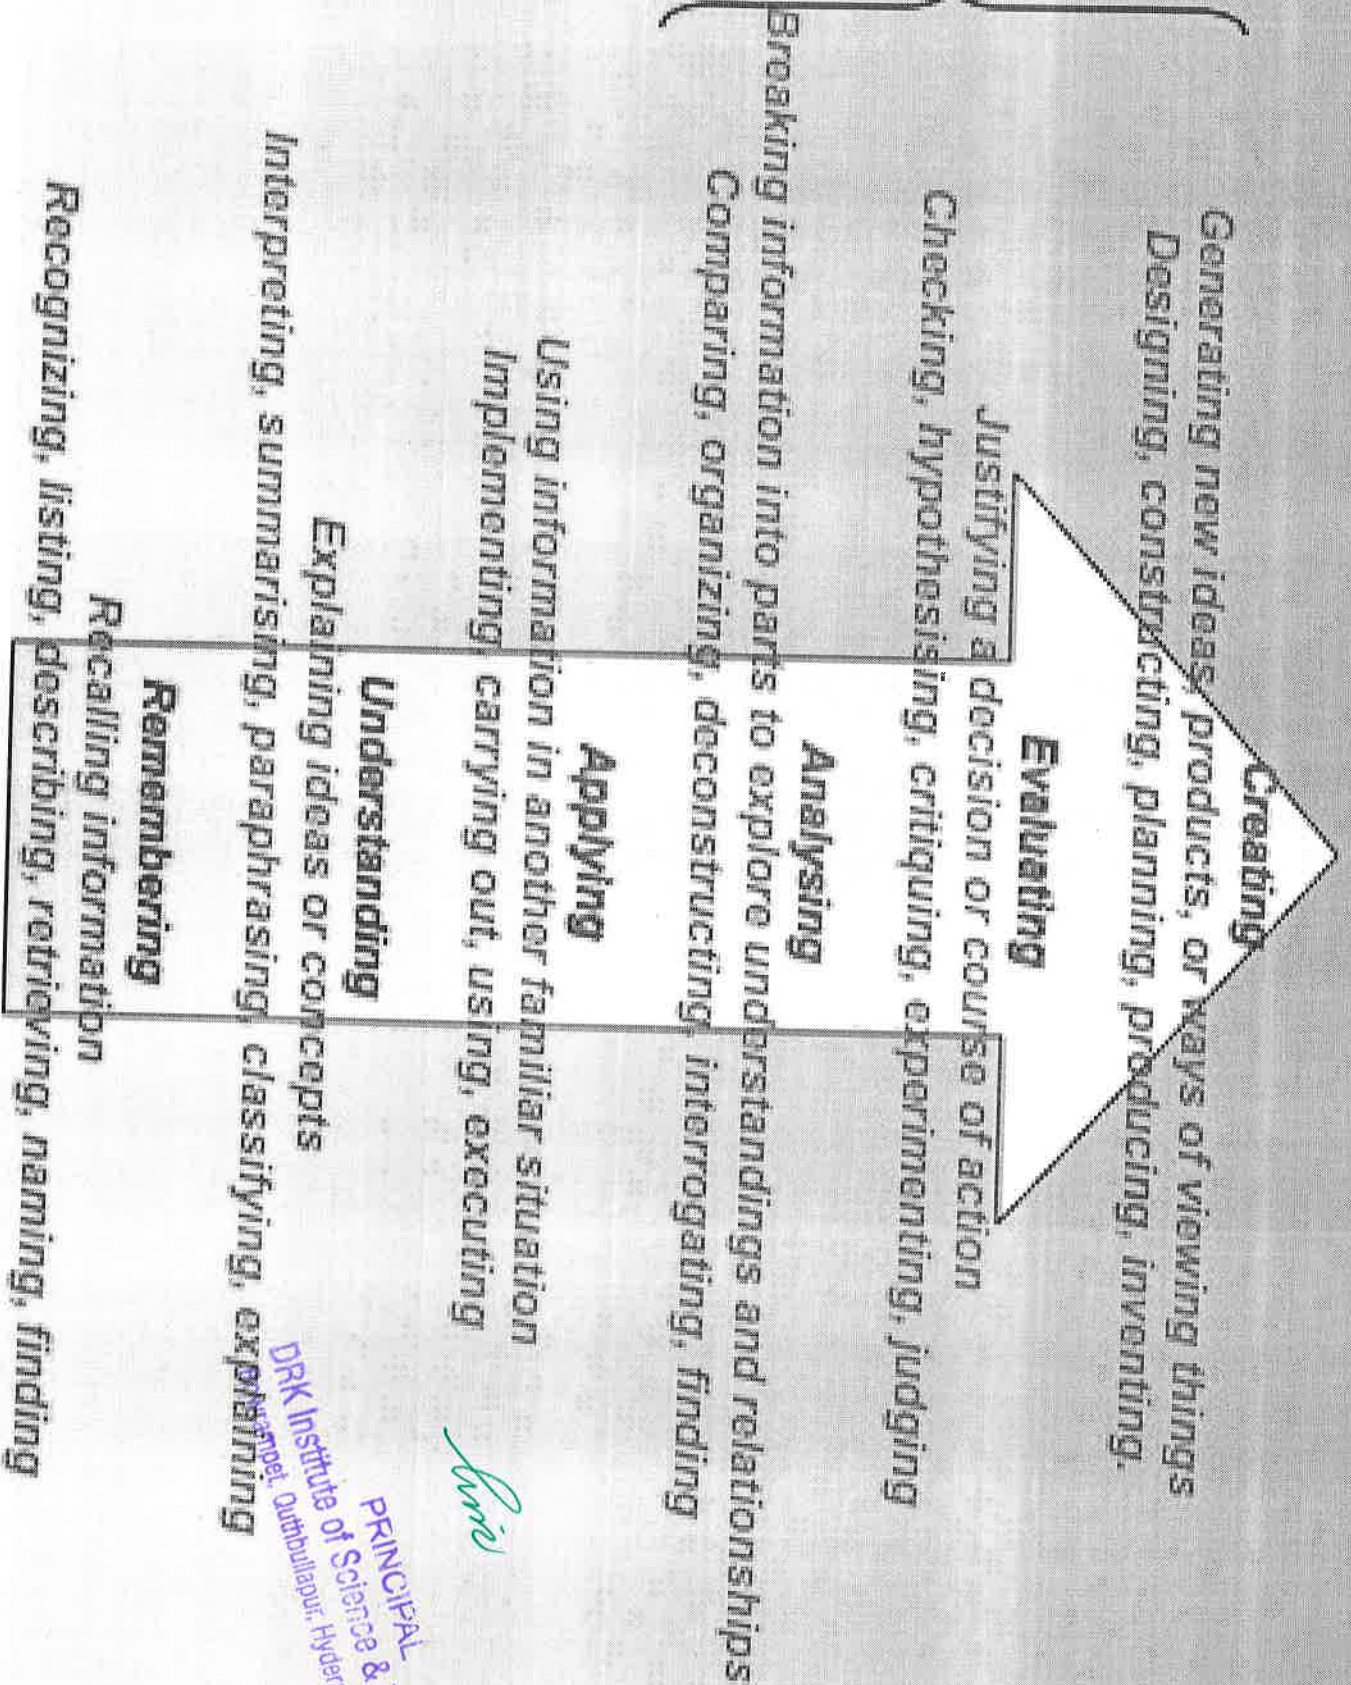 Creating
Generating new ideas, products, or ways of viewing things
Designing, constructing, planning, producing, inventing.
Evaluating
Justifying a decision or course of action
Checking, hypothesising, critiquing, experimenting, judging
Analysing
Breaking information into parts to explore understandings and relationships
Comparing, organizing, deconstructing, interrogating, finding
Applying
Using information in another familiar situation
Implementing, carrying out, using, executing
Understanding
Explaining ideas or concepts
Interpreting, summarising, paraphrasing, classifying, explaining
Remembering
Recalling information
Recognizing, listing, describing, retrieving, naming, finding
PRINCIPAL
DRK Institute of Science &
Quthbullapur, Hyder